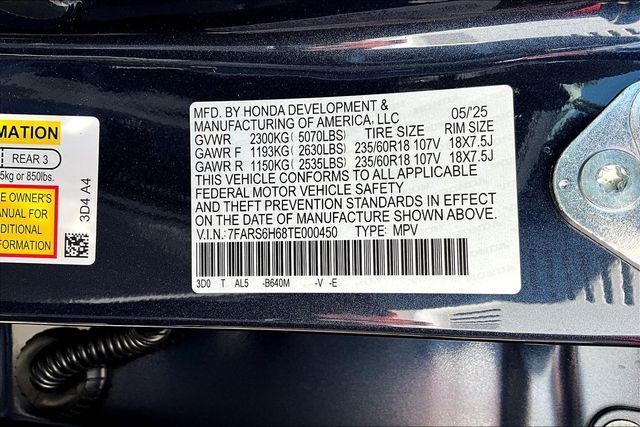 MATION
REAR 3
5kg or 850lbs.
E OWNER'S
ANUAL FOR
DITIONAL
ORMATION
3D4 A4
MFD. BY HONDA DEVELOPMENT &
MANUFACTURING OF AMERICA, LLC 05/'25
GVWR 2300KG ( 5070LBS) TIRE SIZE RIM SIZE
GAWR F 1193KG ( 2630LBS) 235/60R18 107V 18X7.5J
GAWR R 1150KG ( 2535LBS) 235/60R18 107V 18X7.5J
THIS VEHICLE CONFORMS TO ALL APPLICABLE
FEDERAL MOTOR VEHICLE SAFETY
AND THEFT PREVENTION STANDARDS IN EFFECT
ON THE DATE OF MANUFACTURE SHOWN ABOVE.
V.I.N.: 7FARS6H68TE000450 TYPE: MPV
3D0 T AL5 -B640M -V -E